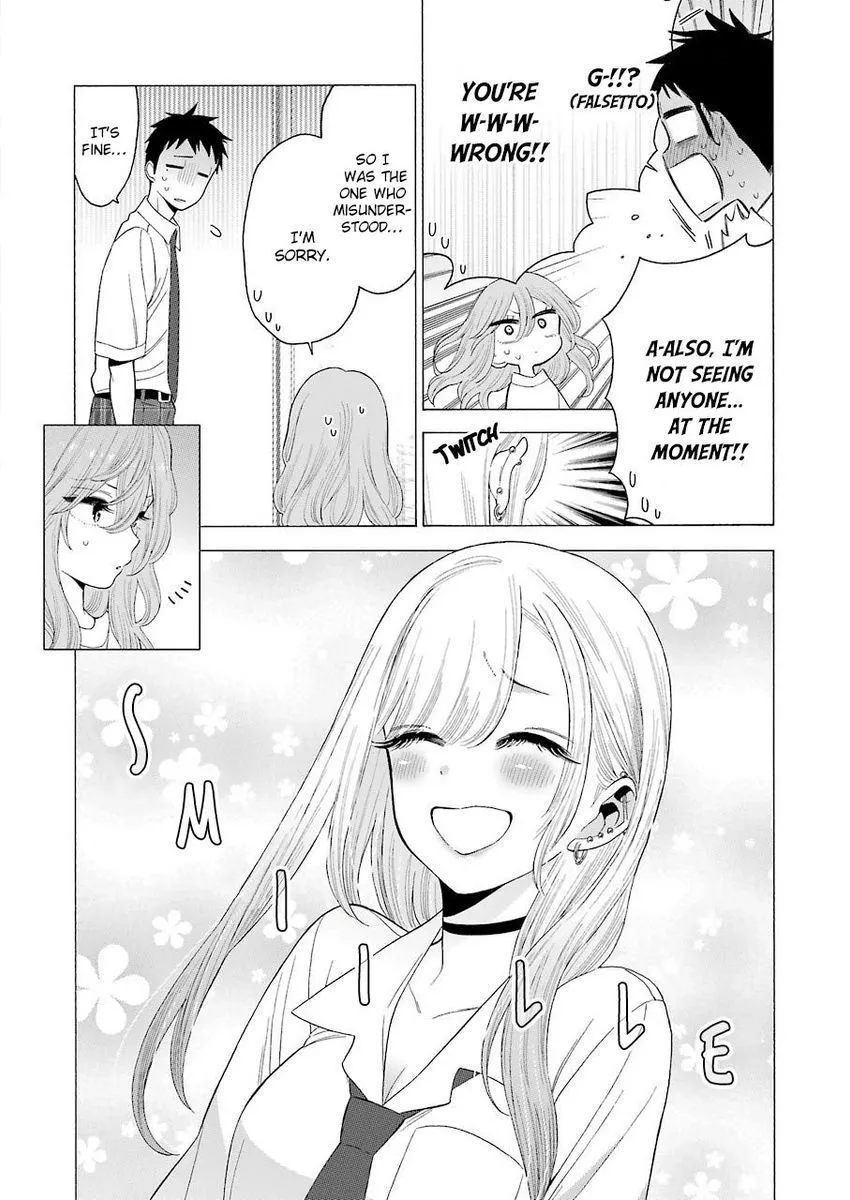 G-!!?
(FALSETTO)
YOU'RE
W-W-W-
WRONG!!
A-ALSO, I'M
NOT SEEING
ANYONE...
AT THE
MOMENT!!
TWITCH
SO I
WAS THE
ONE WHO
MISUNDER-
STOOD...
I'M
SORRY.
IT'S
FINE...
SMIIILLE